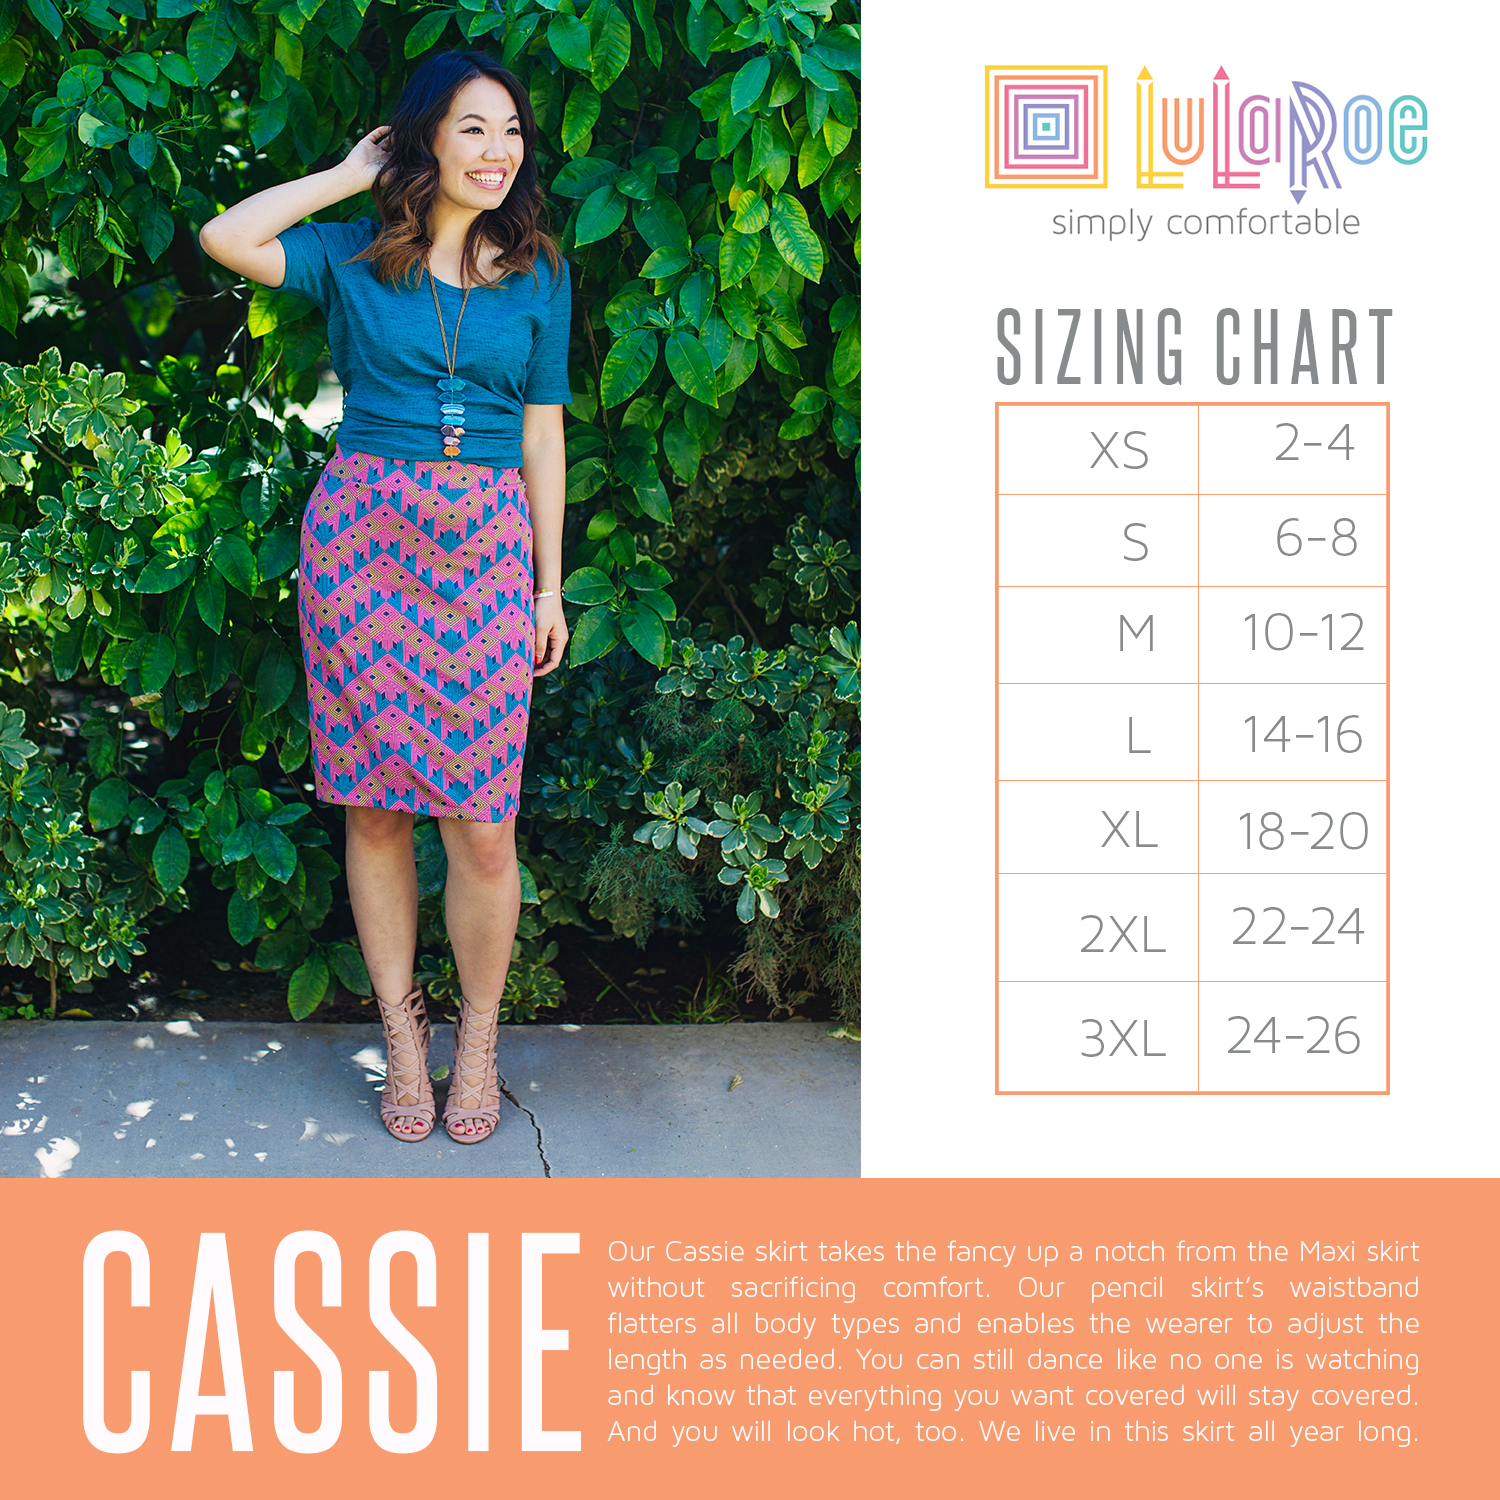 LuLaRoe
simply comfortable
SIZING CHART
XS 2-4
S 6-8
M 10-12
L 14-16
XL 18-20
2XL 22-24
3XL 24-26
CASSIE
Our Cassie skirt takes the fancy up a notch from the Maxi skirt
without sacrificing comfort. Our pencil skirt's waistband
flatters all body types and enables the wearer to adjust the
length as needed. You can still dance like no one is watching
and know that everything you want covered will stay covered.
And you will look hot, too. We live in this skirt all year long.